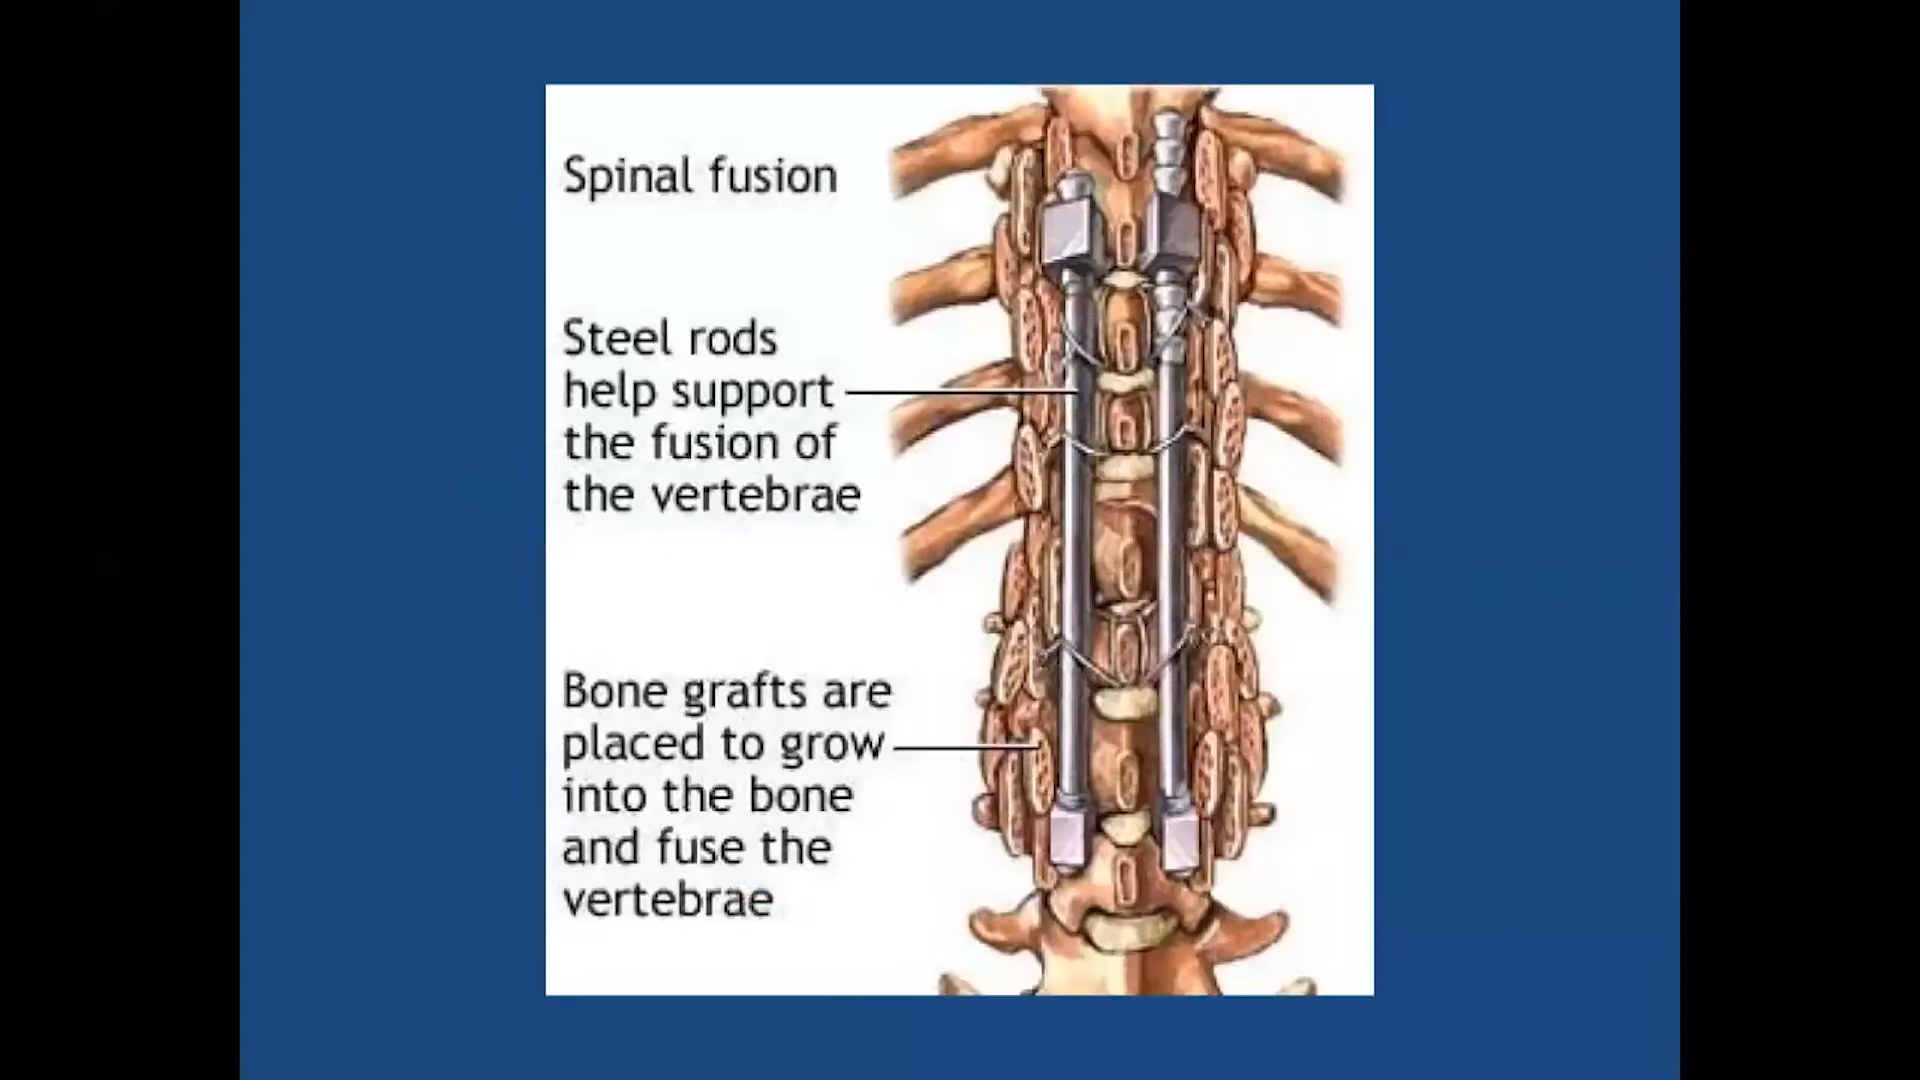 Spinal fusion
Steel rods
help support
the fusion of
the vertebrae
Bone grafts are
placed to grow
into the bone
and fuse the
vertebrae